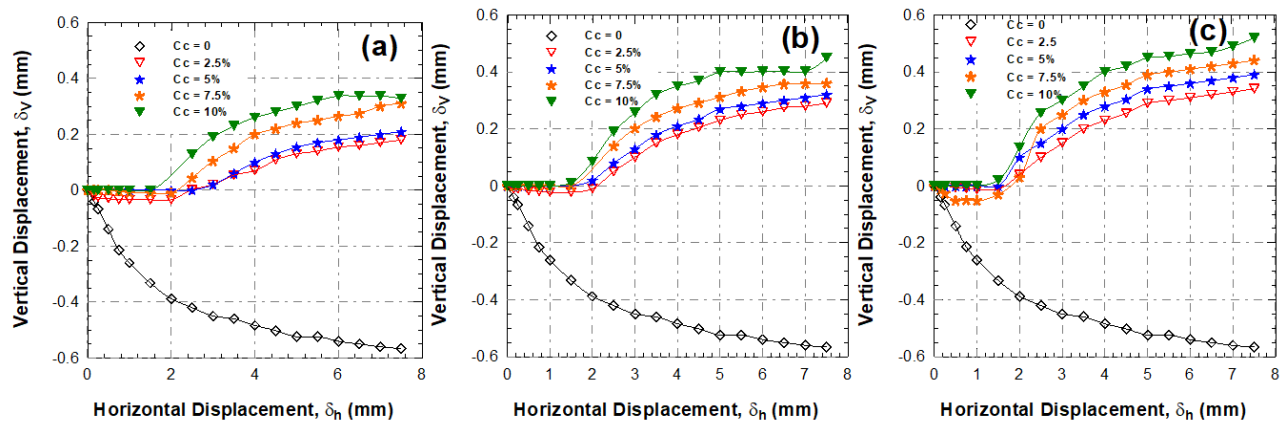 0.6
0.4
0.2
0
-0.2
-0.4
-0.6
Vertical Displacement, δV (mm)
(a)
Cc = 0
Cc = 2.5%
Cc = 5%
Cc = 7.5%
Cc = 10%
0 2 4 6 8
Horizontal Displacement, δh (mm)
0.6
0.4
0.2
0.0
-0.2
-0.4
-0.6
Vertical Displacement, δV (mm)
(b)
Cc = 0
Cc = 2.5%
Cc = 5%
Cc = 7.5%
Cc = 10%
0 1 2 3 4 5 6 7 8
Horizontal Displacement, δh (mm)
0.6
0.4
0.2
0.0
-0.2
-0.4
-0.6
Vertical Displacement, δV (mm)
(c)
Cc = 0
Cc = 2.5
Cc = 5%
Cc = 7.5%
Cc = 10%
0 1 2 3 4 5 6 7 8
Horizontal Displacement, δh (mm)